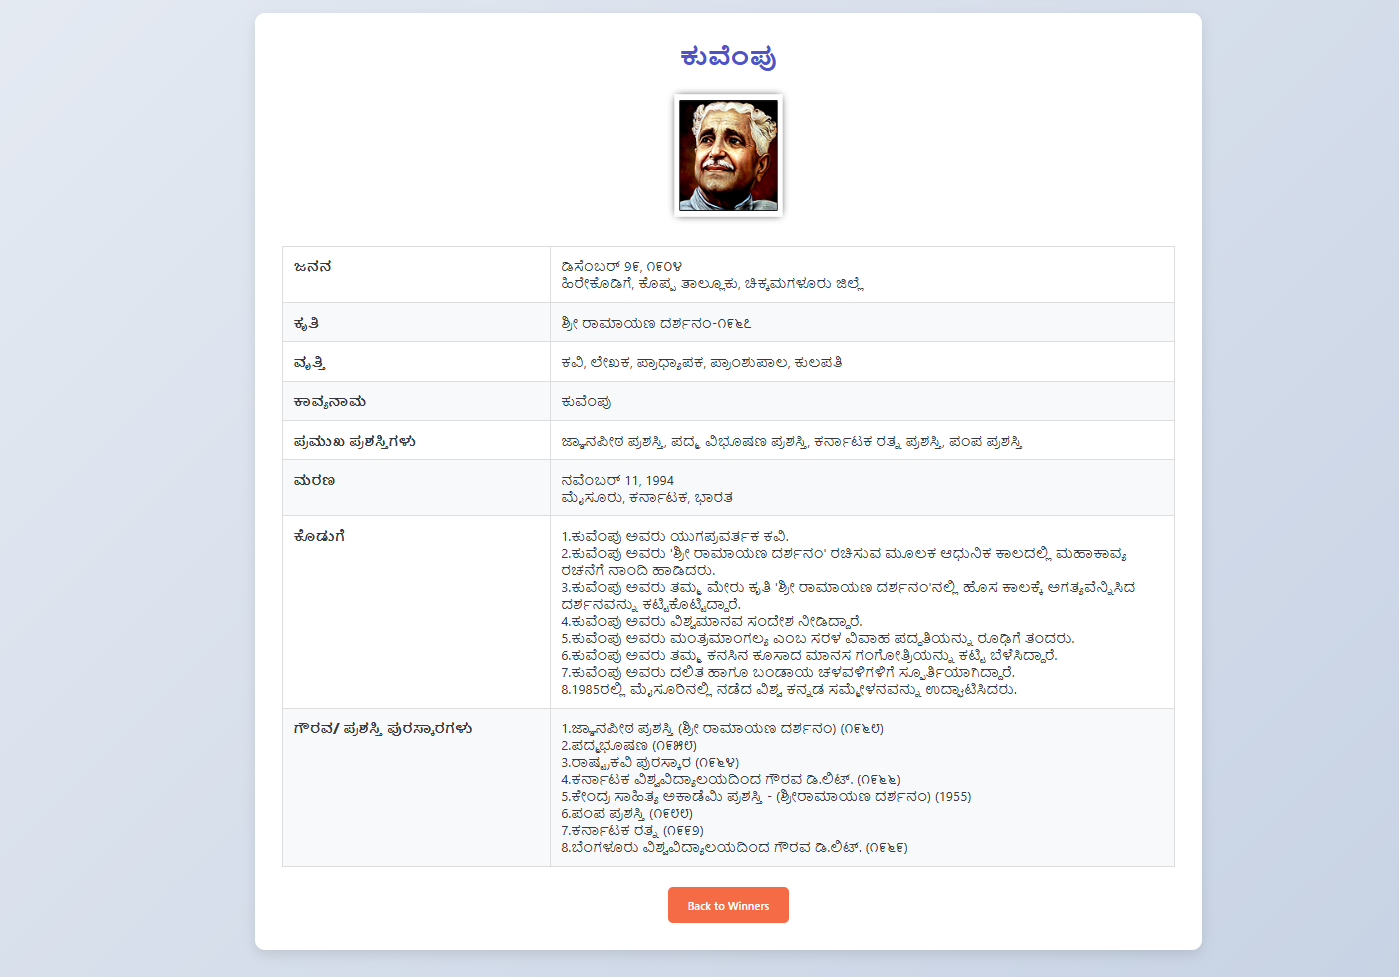 ಕುವೆಂಪು
ಜನನ
ಡಿಸೆಂಬರ್ ೨೯, ೧೯೦೪
ಹಿರೇಕೊಡಿಗೆ, ಕೊಪ್ಪ ತಾಲ್ಲೂಕು, ಚಿಕ್ಕಮಗಳೂರು ಜಿಲ್ಲೆ
ಕೃತಿ
ಶ್ರೀ ರಾಮಾಯಣ ದರ್ಶನಂ-೧೯೬೭
ವೃತ್ತಿ
ಕವಿ, ಲೇಖಕ, ಪ್ರಾಧ್ಯಾಪಕ, ಪ್ರಾಂಶುಪಾಲ, ಕುಲಪತಿ
ಕಾವ್ಯನಾಮ
ಕುವೆಂಪು
ಪ್ರಮುಖ ಪ್ರಶಸ್ತಿಗಳು
ಜ್ಞಾನಪೀಠ ಪ್ರಶಸ್ತಿ, ಪದ್ಮ ವಿಭೂಷಣ ಪ್ರಶಸ್ತಿ, ಕರ್ನಾಟಕ ರತ್ನ ಪ್ರಶಸ್ತಿ, ಪಂಪ ಪ್ರಶಸ್ತಿ
ಮರಣ
ನವೆಂಬರ್ 11, 1994
ಮೈಸೂರು, ಕರ್ನಾಟಕ, ಭಾರತ
ಕೊಡುಗೆ
1.ಕುವೆಂಪು ಅವರು ಯುಗಪ್ರವರ್ತಕ ಕವಿ.
2.ಕುವೆಂಪು ಅವರು 'ಶ್ರೀ ರಾಮಾಯಣ ದರ್ಶನಂ' ರಚಿಸುವ ಮೂಲಕ ಆಧುನಿಕ ಕಾಲದಲ್ಲಿ ಮಹಾಕಾವ್ಯ
ರಚನೆಗೆ ನಾಂದಿ ಹಾಡಿದರು.
3.ಕುವೆಂಪು ಅವರು ತಮ್ಮ ಮೇರು ಕೃತಿ 'ಶ್ರೀ ರಾಮಾಯಣ ದರ್ಶನಂ'ನಲ್ಲಿ ಹೊಸ ಕಾಲಕ್ಕೆ ಅಗತ್ಯವೆನ್ನಿಸಿದ
ದರ್ಶನವನ್ನು ಕಟ್ಟಿಕೊಟ್ಟಿದ್ದಾರೆ.
4.ಕುವೆಂಪು ಅವರು ವಿಶ್ವಮಾನವ ಸಂದೇಶ ನೀಡಿದ್ದಾರೆ.
5.ಕುವೆಂಪು ಅವರು ಮಂತ್ರಮಾಂಗಲ್ಯ ಎಂಬ ಸರಳ ವಿವಾಹ ಪದ್ಧತಿಯನ್ನು ರೂಢಿಗೆ ತಂದರು.
6.ಕುವೆಂಪು ಅವರು ತಮ್ಮ ಕನಸಿನ ಕೂಸಾದ ಮಾನಸ ಗಂಗೋತ್ರಿಯನ್ನು ಕಟ್ಟಿ ಬೆಳೆಸಿದ್ದಾರೆ.
7.ಕುವೆಂಪು ಅವರು ದಲಿತ ಹಾಗೂ ಬಂಡಾಯ ಚಳವಳಿಗಳಿಗೆ ಸ್ಫೂರ್ತಿಯಾಗಿದ್ದಾರೆ.
8.1985ರಲ್ಲಿ ಮೈಸೂರಿನಲ್ಲಿ ನಡೆದ ವಿಶ್ವ ಕನ್ನಡ ಸಮ್ಮೇಳನವನ್ನು ಉದ್ಘಾಟಿಸಿದರು.
ಗೌರವ/ ಪ್ರಶಸ್ತಿ ಪುರಸ್ಕಾರಗಳು
1.ಜ್ಞಾನಪೀಠ ಪ್ರಶಸ್ತಿ (ಶ್ರೀ ರಾಮಾಯಣ ದರ್ಶನಂ) (೧೯೬೮)
2.ಪದ್ಮಭೂಷಣ (೧೯೫೮)
3.ರಾಷ್ಟ್ರಕವಿ ಪುರಸ್ಕಾರ (೧೯೬೪)
4.ಕರ್ನಾಟಕ ವಿಶ್ವವಿದ್ಯಾಲಯದಿಂದ ಗೌರವ ಡಿ.ಲಿಟ್. (೧೯೬೬)
5.ಕೇಂದ್ರ ಸಾಹಿತ್ಯ ಅಕಾಡೆಮಿ ಪ್ರಶಸ್ತಿ - (ಶ್ರೀರಾಮಾಯಣ ದರ್ಶನಂ) (1955)
6.ಪಂಪ ಪ್ರಶಸ್ತಿ (೧೯೮೮)
7.ಕರ್ನಾಟಕ ರತ್ನ (೧೯೯೨)
8.ಬೆಂಗಳೂರು ವಿಶ್ವವಿದ್ಯಾಲಯದಿಂದ ಗೌರವ ಡಿ.ಲಿಟ್. (೧೯೬೯)
Back to Winners